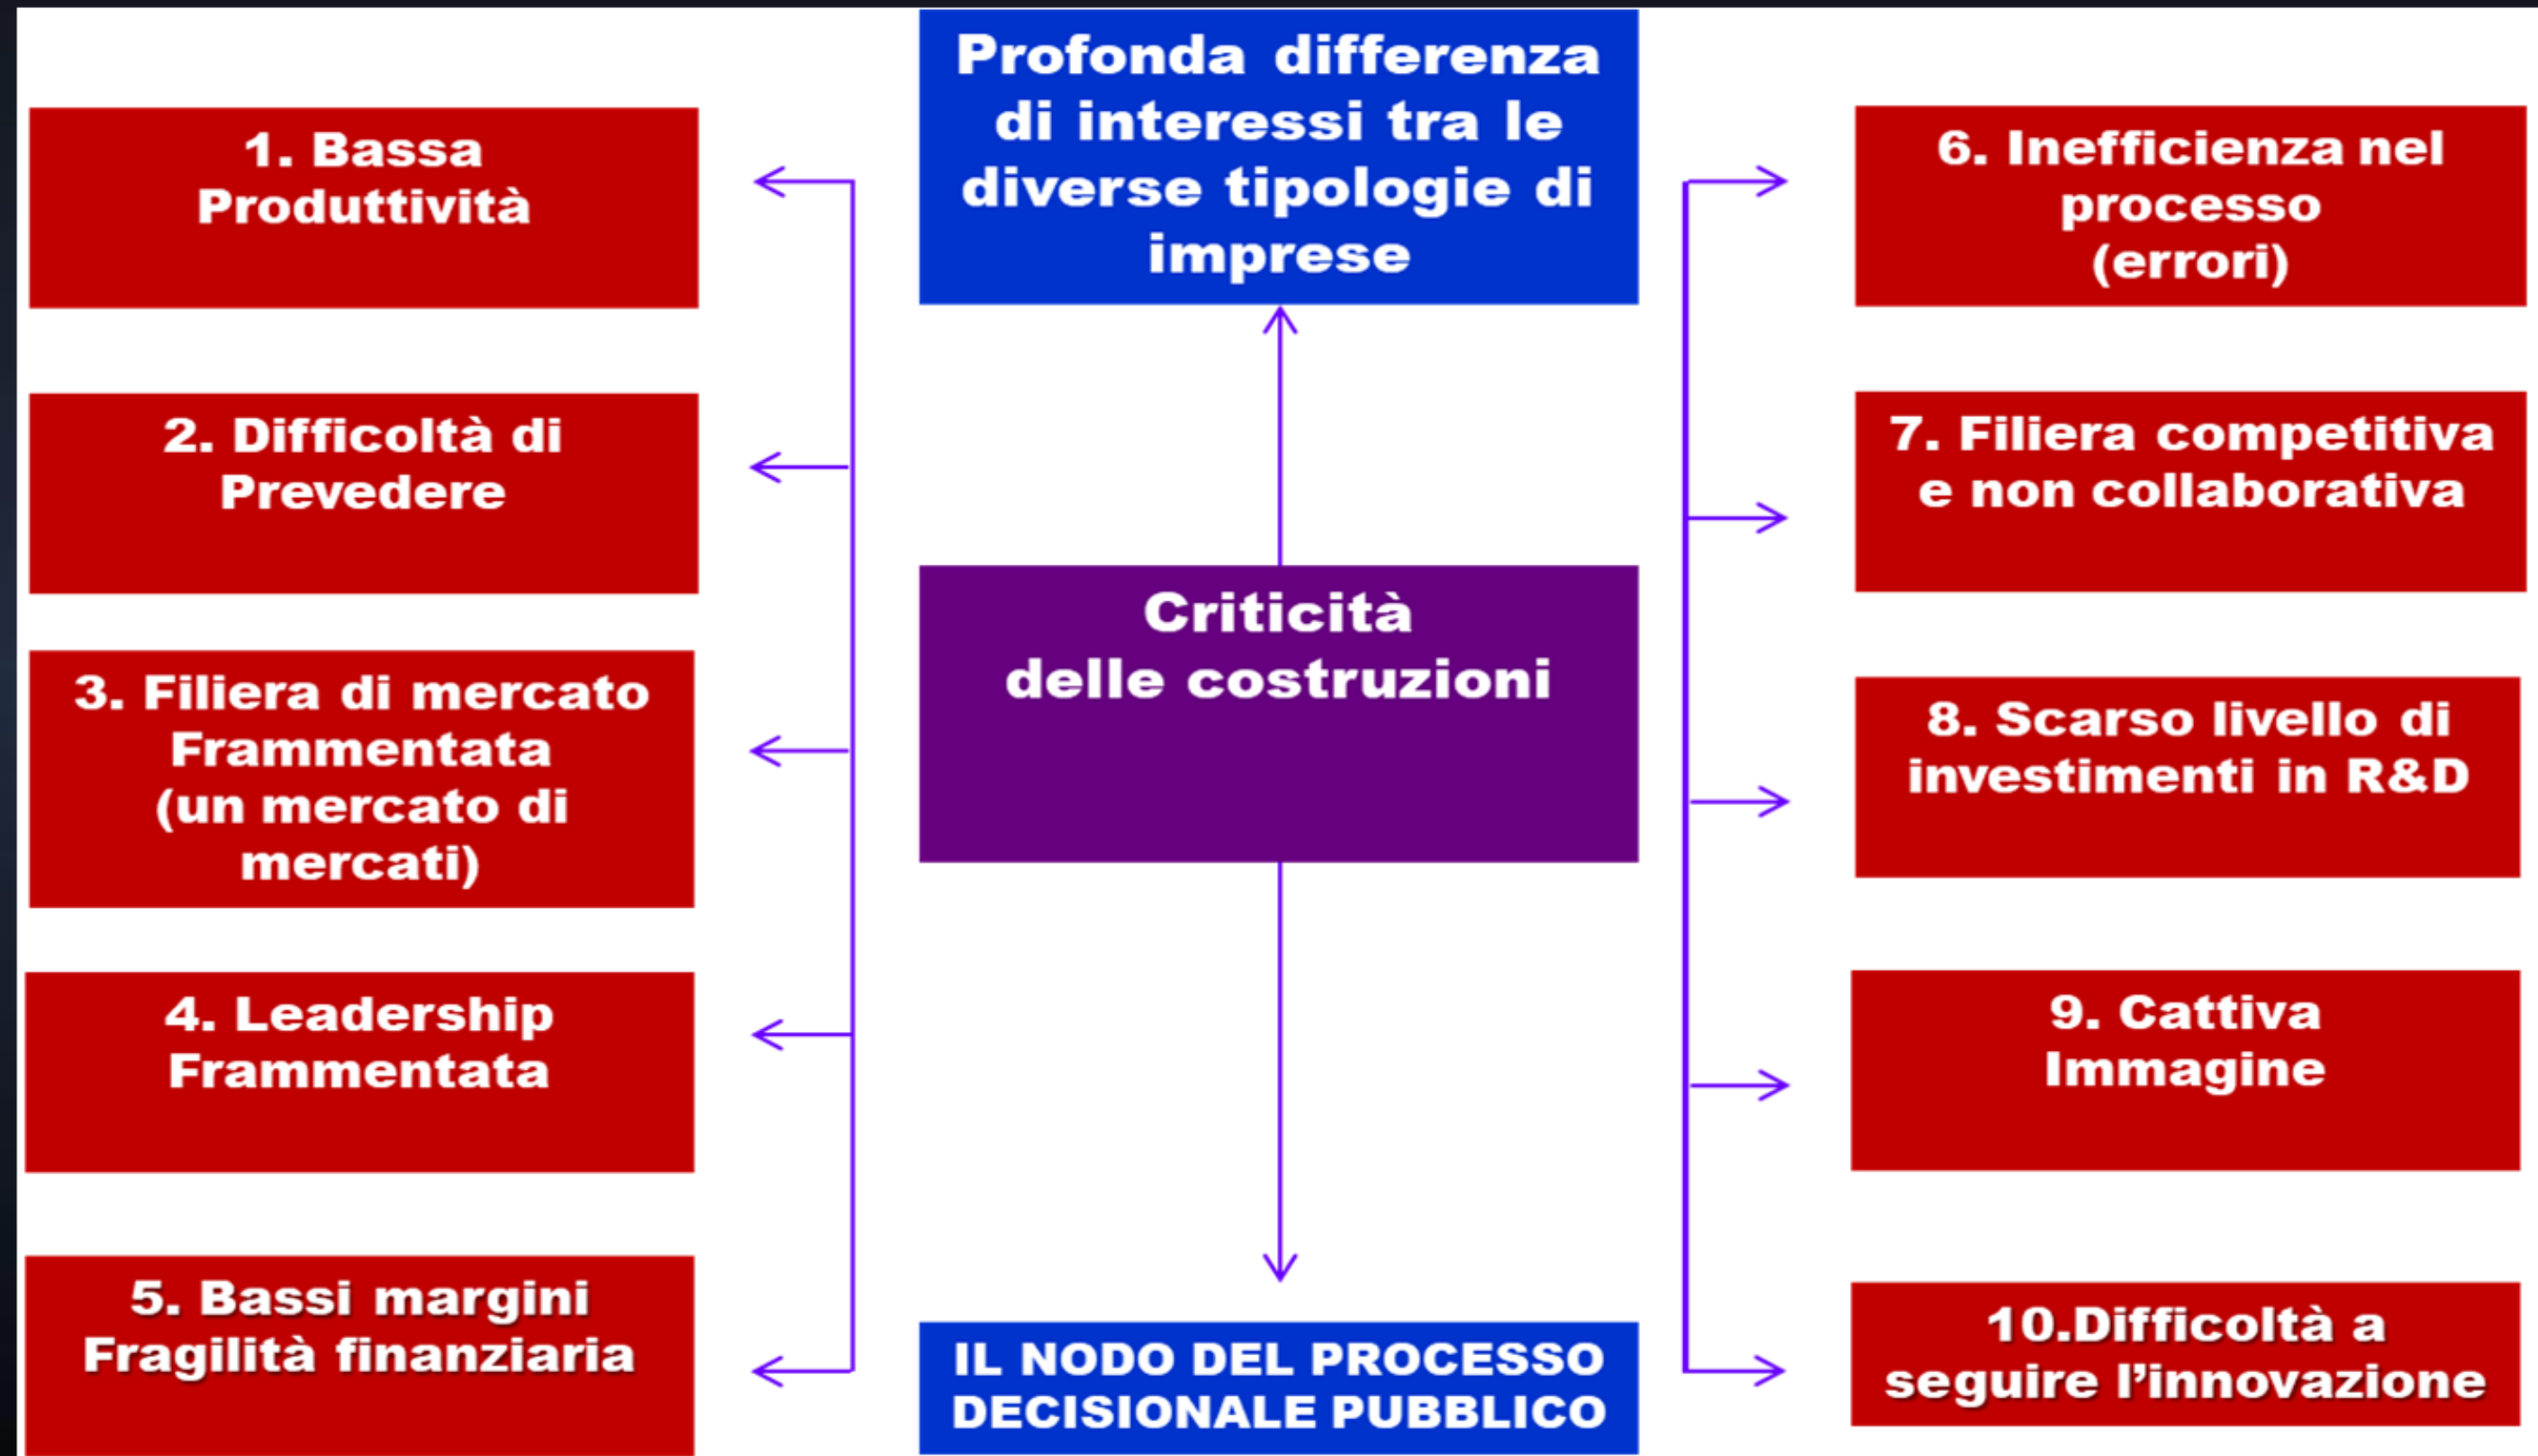 Profonda differenza
di interessi tra le
diverse tipologie di
imprese
1. Bassa
Produttività
2. Difficoltà di
Prevedere
3. Filiera di mercato
Frammentata
(un mercato di
mercati)
4. Leadership
Frammentata
5. Bassi margini
Fragilità finanziaria
Criticità
delle costruzioni
IL NODO DEL PROCESSO
DECISIONALE PUBBLICO
6. Inefficienza nel
processo
(errori)
7. Filiera competitiva
e non collaborativa
8. Scarso livello di
investimenti in R&D
9. Cattiva
Immagine
10.Difficoltà a
seguire l’innovazione